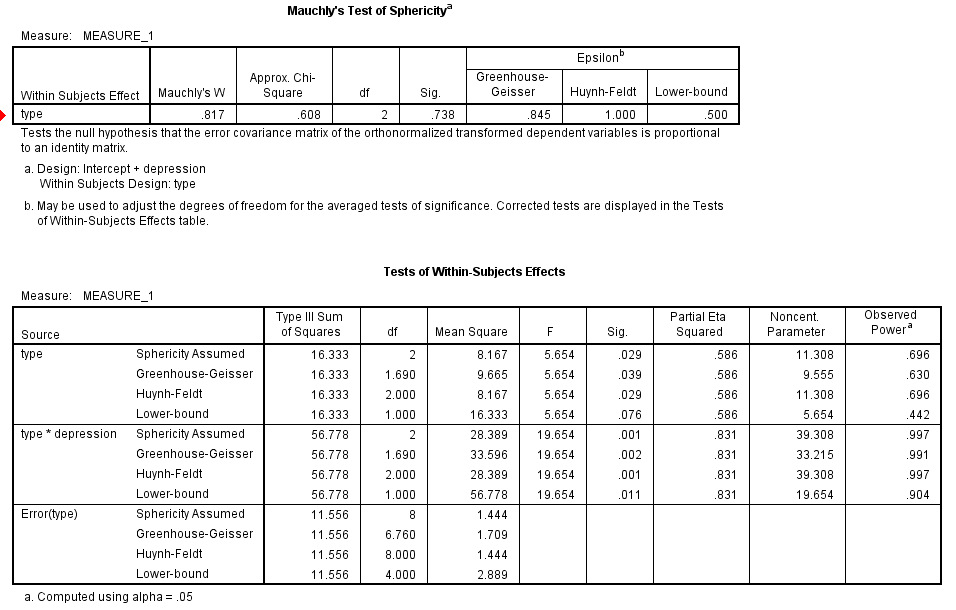 Mauchly's Test of Sphericity^a
Measure: MEASURE_1
Within Subjects Effect Mauchly's W Approx. Chi-Square df Sig. Epsilon^b
Greenhouse-Geisser Huynh-Feldt Lower-bound
type .817 .608 2 .738 .845 1.000 .500
Tests the null hypothesis that the error covariance matrix of the orthonormalized transformed dependent variables is proportional
to an identity matrix.
a. Design: Intercept + depression
Within Subjects Design: type
b. May be used to adjust the degrees of freedom for the averaged tests of significance. Corrected tests are displayed in the Tests
of Within-Subjects Effects table.
Tests of Within-Subjects Effects
Measure: MEASURE_1
Source Type III Sum of Squares df Mean Square F Sig. Partial Eta Squared Noncent. Parameter Observed Power^a
type Sphericity Assumed 16.333 2 8.167 5.654 .029 .586 11.308 .696
Greenhouse-Geisser 16.333 1.690 9.665 5.654 .039 .586 9.555 .630
Huynh-Feldt 16.333 2.000 8.167 5.654 .029 .586 11.308 .696
Lower-bound 16.333 1.000 16.333 5.654 .076 .586 5.654 .442
type * depression Sphericity Assumed 56.778 2 28.389 19.654 .001 .831 39.308 .997
Greenhouse-Geisser 56.778 1.690 33.596 19.654 .002 .831 33.215 .991
Huynh-Feldt 56.778 2.000 28.389 19.654 .001 .831 39.308 .997
Lower-bound 56.778 1.000 56.778 19.654 .011 .831 19.654 .904
Error(type) Sphericity Assumed 11.556 8 1.444
Greenhouse-Geisser 11.556 6.760 1.709
Huynh-Feldt 11.556 8.000 1.444
Lower-bound 11.556 4.000 2.889
a. Computed using alpha = .05